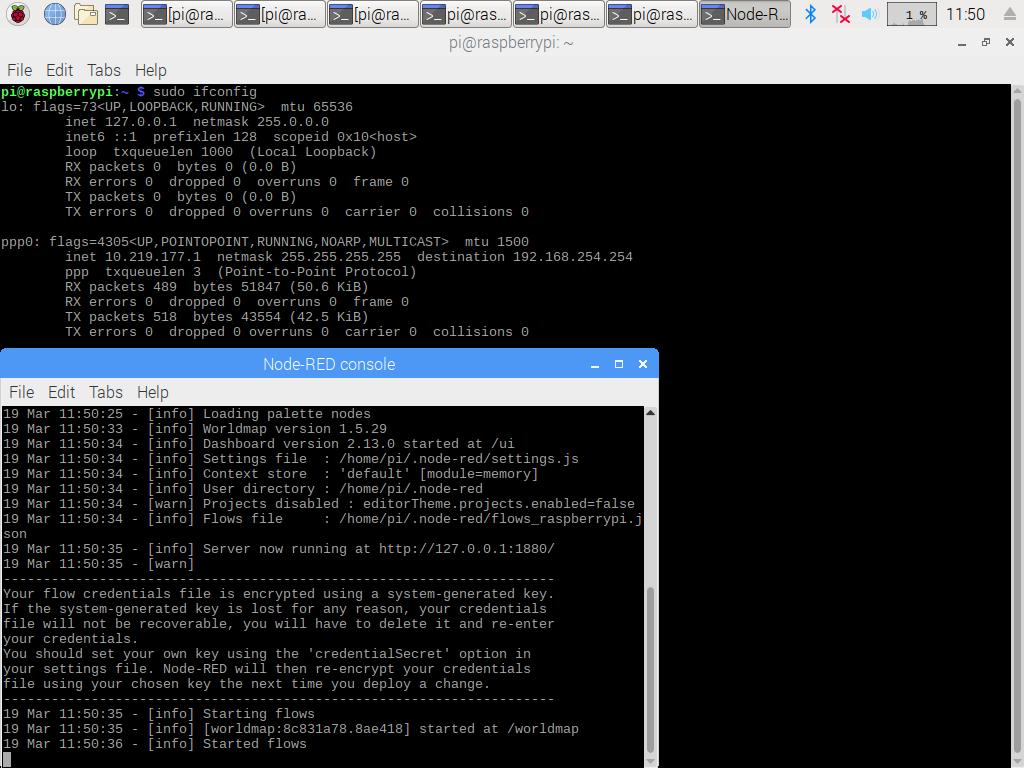 [pi@ra...
[pi@ra...
[pi@ra...
pi@ras...
pi@ras...
pi@ras...
Node-R...
1 %
11:50
pi@raspberrypi: ~
File Edit Tabs Help
pi@raspberrypi:~ $ sudo ifconfig
lo: flags=73<UP,LOOPBACK,RUNNING>  mtu 65536
inet 127.0.0.1  netmask 255.0.0.0
inet6 ::1  prefixlen 128  scopeid 0x10<host>
loop  txqueuelen 1000  (Local Loopback)
RX packets 0  bytes 0 (0.0 B)
RX errors 0  dropped 0  overruns 0  frame 0
TX packets 0  bytes 0 (0.0 B)
TX errors 0  dropped 0 overruns 0  carrier 0  collisions 0
ppp0: flags=4305<UP,POINTOPOINT,RUNNING,NOARP,MULTICAST>  mtu 1500
inet 10.219.177.1  netmask 255.255.255.255  destination 192.168.254.254
ppp  txqueuelen 3  (Point-to-Point Protocol)
RX packets 489  bytes 51847 (50.6 KiB)
RX errors 0  dropped 0  overruns 0  frame 0
TX packets 518  bytes 43554 (42.5 KiB)
TX errors 0  dropped 0 overruns 0  carrier 0  collisions 0
Node-RED console
File Edit Tabs Help
19 Mar 11:50:25 - [info] Loading palette nodes
19 Mar 11:50:33 - [info] Worldmap version 1.5.29
19 Mar 11:50:34 - [info] Dashboard version 2.13.0 started at /ui
19 Mar 11:50:34 - [info] Settings file  : /home/pi/.node-red/settings.js
19 Mar 11:50:34 - [info] Context store  : 'default' [module=memory]
19 Mar 11:50:34 - [info] User directory : /home/pi/.node-red
19 Mar 11:50:34 - [warn] Projects disabled : editorTheme.projects.enabled=false
19 Mar 11:50:34 - [info] Flows file     : /home/pi/.node-red/flows_raspberrypi.j
son
19 Mar 11:50:35 - [info] Server now running at http://127.0.0.1:1880/
19 Mar 11:50:35 - [warn]
---------------------------------------------------------------------
Your flow credentials file is encrypted using a system-generated key.
If the system-generated key is lost for any reason, your credentials
file will not be recoverable, you will have to delete it and re-enter
your credentials.
You should set your own key using the 'credentialSecret' option in
your settings file. Node-RED will then re-encrypt your credentials
file using your chosen key the next time you deploy a change.
---------------------------------------------------------------------
19 Mar 11:50:35 - [info] Starting flows
19 Mar 11:50:35 - [info] [worldmap:8c831a78.8ae418] started at /worldmap
19 Mar 11:50:36 - [info] Started flows